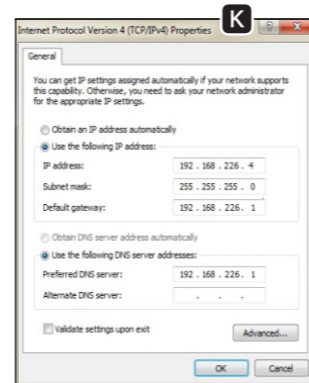 K
Internet Protocol Version 4 (TCP/IPv4) Properties
General
You can get IP settings assigned automatically if your network supports
this capability. Otherwise, you need to ask your network administrator
for the appropriate IP settings.
Obtain an IP address automatically
Use the following IP address:
IP address: 192 . 168 . 226 . 4
Subnet mask: 255 . 255 . 255 . 0
Default gateway: 192 . 168 . 226 . 1
Obtain DNS server address automatically
Use the following DNS server addresses:
Preferred DNS server: 192 . 168 . 226 . 1
Alternate DNS server: . . .
Validate settings upon exit
Advanced...
OK Cancel